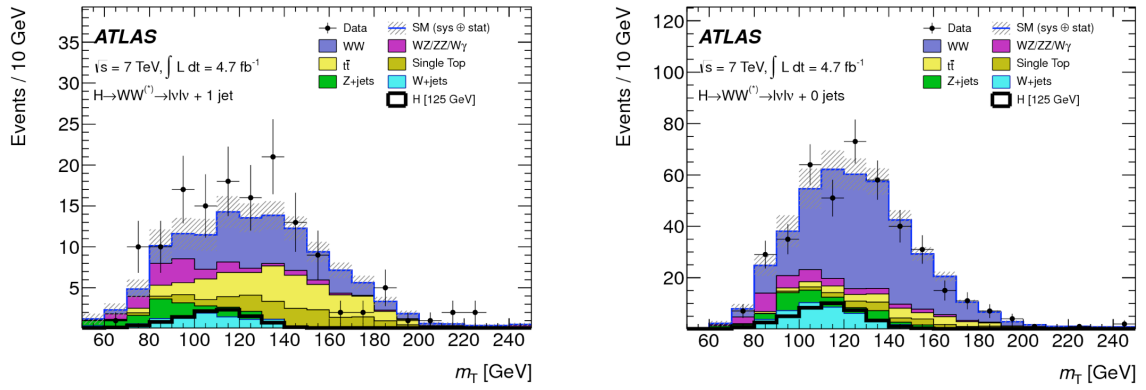 Events / 10 GeV
35
30
25
20
15
10
5
ATLAS
√s = 7 TeV, ∫ L dt = 4.7 fb⁻¹
H→WW(*)→lνlν + 1 jet
Data
SM (sys ⊕ stat)
WW
WZ/ZZ/Wγ
tt̄
Single Top
Z+jets
W+jets
H [125 GeV]
60 80 100 120 140 160 180 200 220 240
mT [GeV]
Events / 10 GeV
120
100
80
60
40
20
ATLAS
√s = 7 TeV, ∫ L dt = 4.7 fb⁻¹
H→WW(*)→lνlν + 0 jets
Data
SM (sys ⊕ stat)
WW
WZ/ZZ/Wγ
tt̄
Single Top
Z+jets
W+jets
H [125 GeV]
60 80 100 120 140 160 180 200 220 240
mT [GeV]